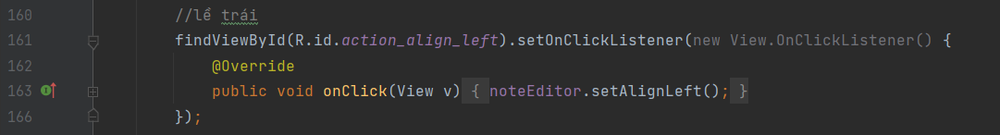 160 //lề trái
161 findViewById(R.id.action_align_left).setOnClickListener(new View.OnClickListener() {
162 @Override
163 public void onClick(View v) { noteEditor.setAlignLeft(); }
166 });